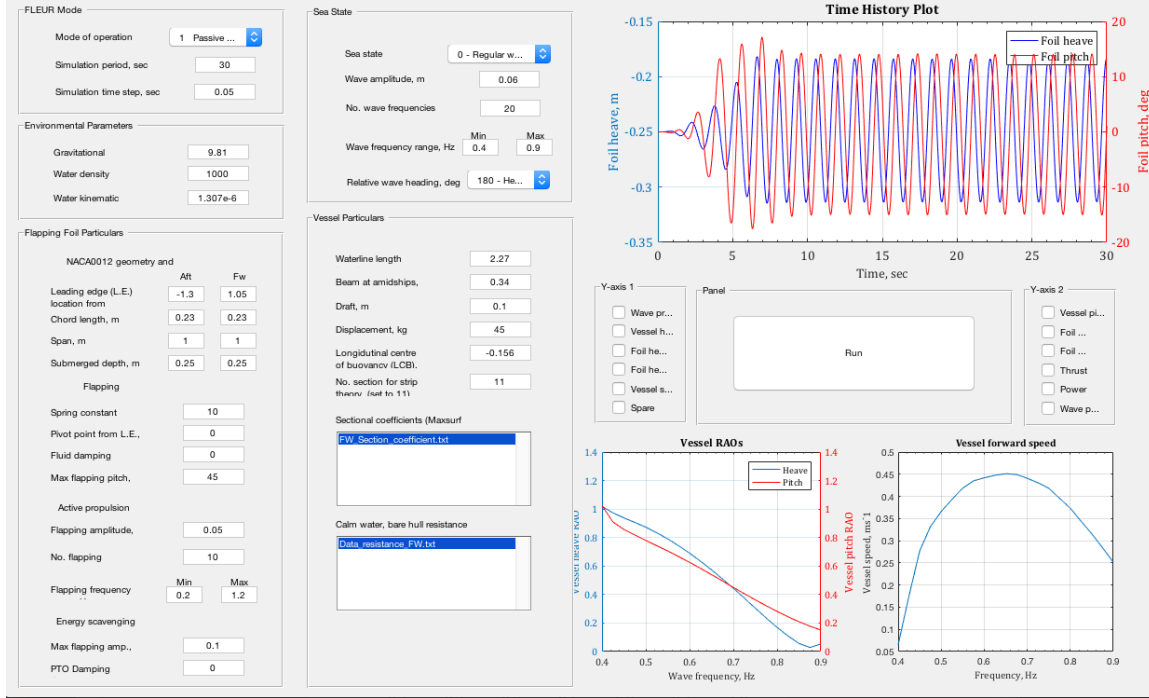 FLEUR Mode
Mode of operation
1 Passive ...
Simulation period, sec
30
Simulation time step, sec
0.05
Environmental Parameters
Gravitational
9.81
Water density
1000
Water kinematic
1.307e-6
Flapping Foil Particulars
NACA0012 geometry and
Aft Fw
Leading edge (L.E.)
location from
-1.3 1.05
Chord length, m
0.23 0.23
Span, m
1 1
Submerged depth, m
0.25 0.25
Flapping
Spring constant
10
Pivot point from L.E.,
0
Fluid damping
0
Max flapping pitch,
45
Active propulsion
Flapping amplitude,
0.05
No. flapping
10
Min Max
Flapping frequency
0.2 1.2
Energy scavenging
Max flapping amp.,
0.1
PTO Damping
0
Sea State
Sea state
0 - Regular w...
Wave amplitude, m
0.06
No. wave frequencies
20
Min Max
Wave frequency range, Hz
0.4 0.9
Relative wave heading, deg
180 - He...
Vessel Particulars
Waterline length
2.27
Beam at amidships,
0.34
Draft, m
0.1
Displacement, kg
45
Longidutinal centre
of buoyancy (LCB),
-0.156
No. section for strip
theory, (set to 11)
11
Sectional coefficients (Maxsurf
FW_Section_coefficient.txt
Calm water, bare hull resistance
Data_resistance_FW.txt
Time History Plot
Foil heave
Foil pitch
-0.15
-0.2
-0.25
-0.3
-0.35
Foil heave, m
20
10
0
-10
-20
Foil pitch, deg
0 5 10 15 20 25 30
Time, sec
Y-axis 1
Wave pr...
Vessel h...
Foil he...
Foil he...
Vessel s...
Spare
Panel
Run
Y-axis 2
Vessel pi...
Foil ...
Foil ...
Thrust
Power
Wave p...
Vessel RAOs
Heave
Pitch
1.4
1.2
1
0.8
0.6
0.4
0.2
0
Vessel heave RAO
1.4
1.2
1
0.8
0.6
0.4
0.2
0
Vessel pitch RAO
0.4 0.5 0.6 0.7 0.8 0.9
Wave frequency, Hz
Vessel forward speed
0.5
0.45
0.4
0.35
0.3
0.25
0.2
0.15
0.1
0.05
Vessel speed, ms^1
0.4 0.5 0.6 0.7 0.8 0.9
Frequency, Hz